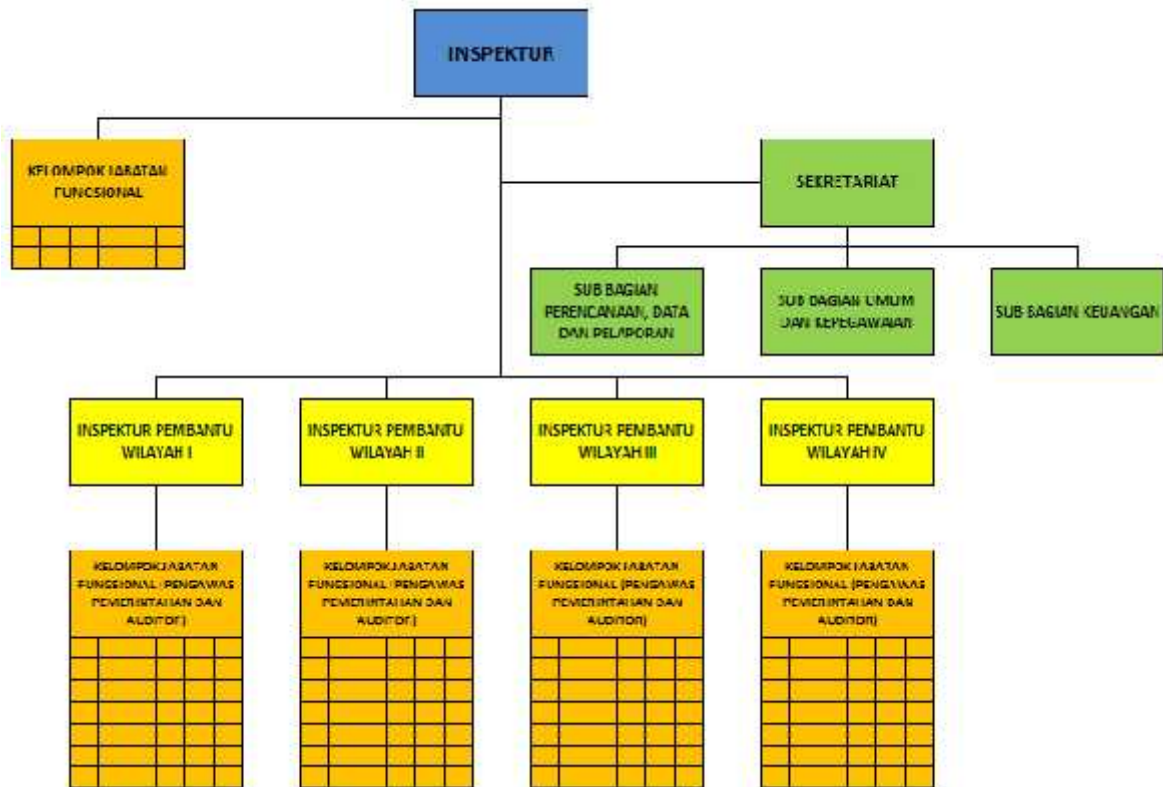 INSPEKTUR
KELOMPOK JABATAN
FUNGSIONAL
SEKRETARIAT
SUB BAGIAN
PERENCANAAN, DATA
DAN PELAPORAN
SUB BAGIAN UMUM
DAN KEPEGAWAIAN
SUB BAGIAN KEUANGAN
INSPEKTUR PEMBANTU
WILAYAH I
INSPEKTUR PEMBANTU
WILAYAH II
INSPEKTUR PEMBANTU
WILAYAH III
INSPEKTUR PEMBANTU
WILAYAH IV
KELOMPOK JABATAN
FUNGSIONAL (PENGAWAS
PEMERINTAHAN DAN
AUDITOR)
KELOMPOK JABATAN
FUNGSIONAL (PENGAWAS
PEMERINTAHAN DAN
AUDITOR)
KELOMPOK JABATAN
FUNGSIONAL (PENGAWAS
PEMERINTAHAN DAN
AUDITOR)
KELOMPOK JABATAN
FUNGSIONAL (PENGAWAS
PEMERINTAHAN DAN
AUDITOR)